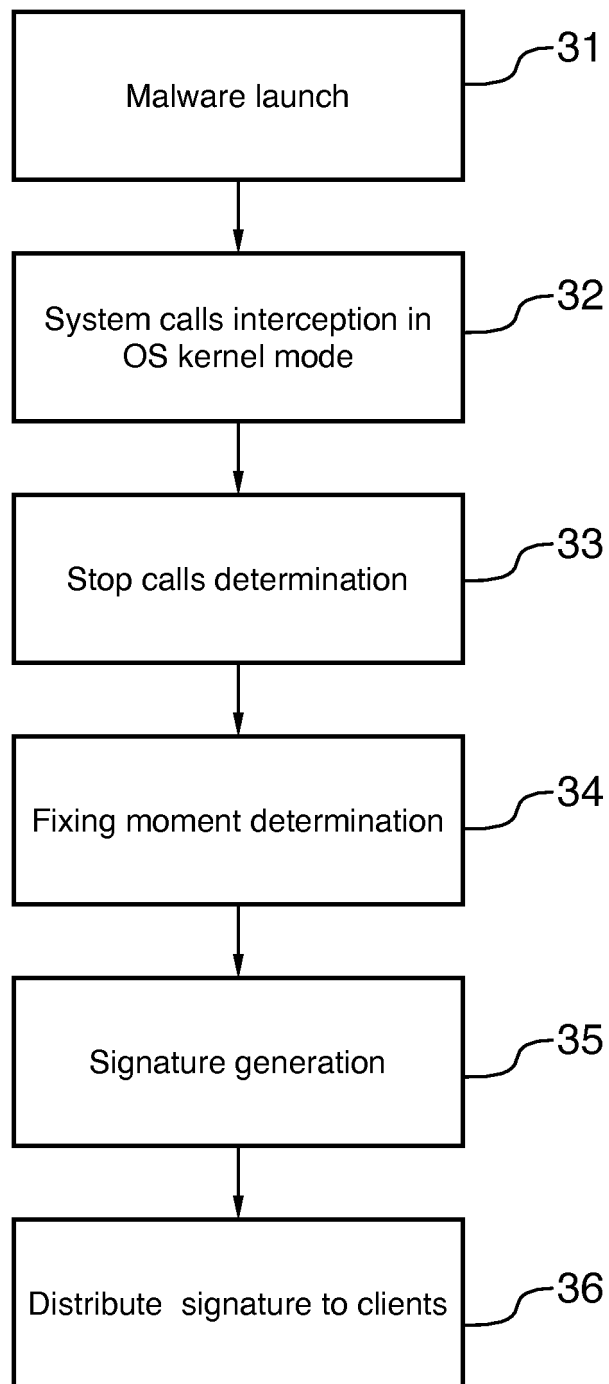 Malware launch
31
System calls interception in
OS kernel mode
32
Stop calls determination
33
Fixing moment determination
34
Signature generation
35
Distribute signature to clients
36